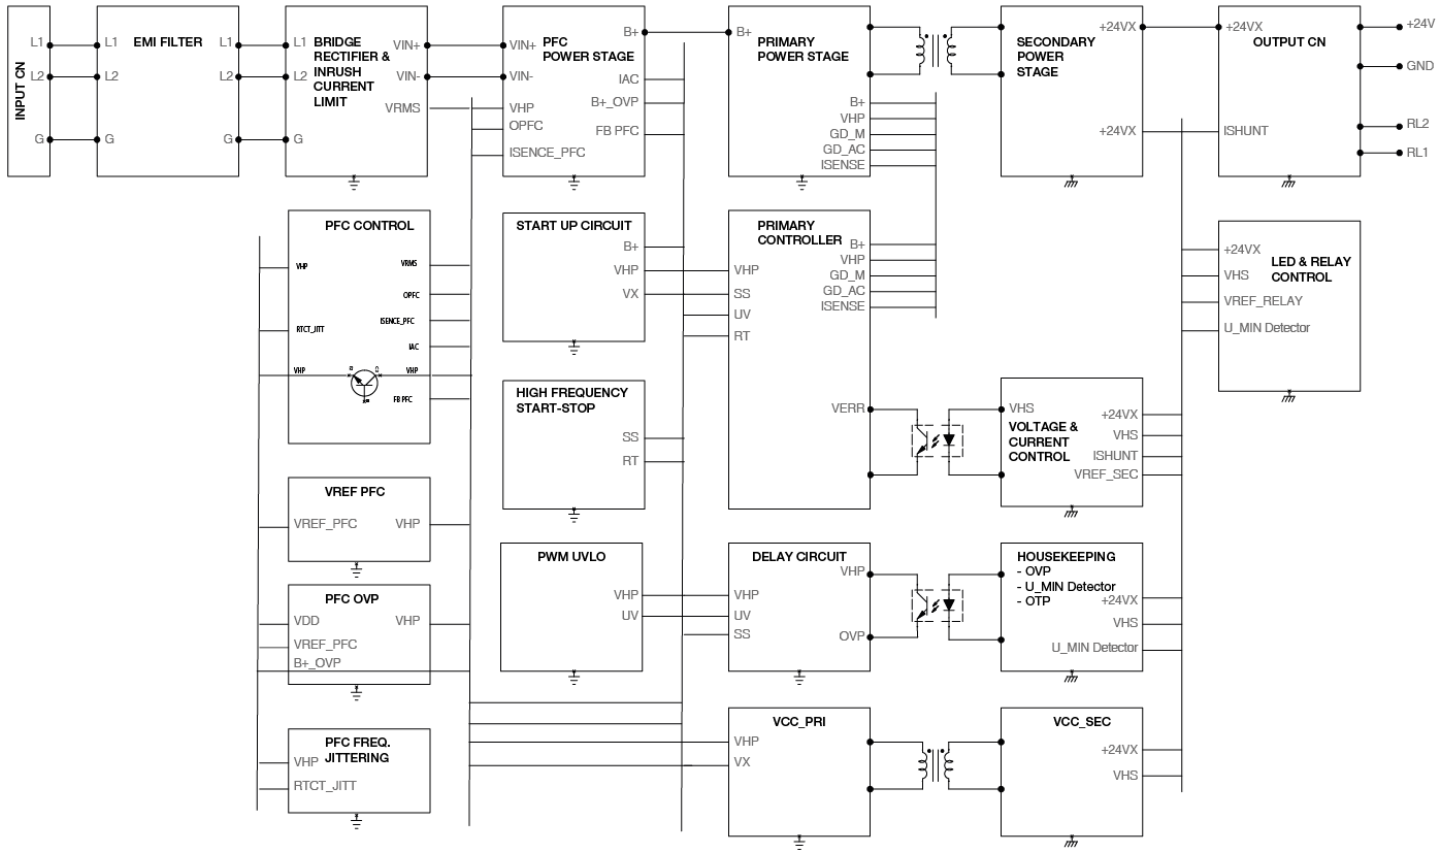 INPUT CN
L1
L2
G
EMI FILTER
L1
L2
G
L1
L2
G
BRIDGE
RECTIFIER &
INRUSH
CURRENT
LIMIT
L1
L2
G
VIN+
VIN-
VRMS
PFC
POWER STAGE
VIN+
VIN-
VHP
OPFC
ISENCE_PFC
B+
IAC
B+_OVP
FB PFC
PRIMARY
POWER STAGE
B+
B+
VHP
GD_M
GD_AC
ISENSE
SECONDARY
POWER
STAGE
+24VX
+24VX
OUTPUT CN
+24VX
ISHUNT
+24V
GND
RL2
RL1
PFC CONTROL
VHP
RTCT_JITT
VHP
VRMS
OPFC
ISENCE_PFC
IAC
VHP
FB PFC
START UP CIRCUIT
B+
VHP
VX
PRIMARY
CONTROLLER
VHP
SS
UV
RT
B+
VHP
GD_M
GD_AC
ISENSE
VERR
LED & RELAY
CONTROL
+24VX
VHS
VREF_RELAY
U_MIN Detector
HIGH FREQUENCY
START-STOP
SS
RT
VHS
VOLTAGE &
CURRENT
CONTROL
+24VX
VHS
ISHUNT
VREF_SEC
VREF PFC
VREF_PFC
VHP
PWM UVLO
VHP
UV
DELAY CIRCUIT
VHP
UV
SS
VHP
OVP
HOUSEKEEPING
- OVP
- U_MIN Detector
- OTP
+24VX
VHS
U_MIN Detector
PFC OVP
VDD
VREF_PFC
B+_OVP
VHP
PFC FREQ.
JITTERING
VHP
RTCT_JITT
VCC_PRI
VHP
VX
VCC_SEC
+24VX
VHS